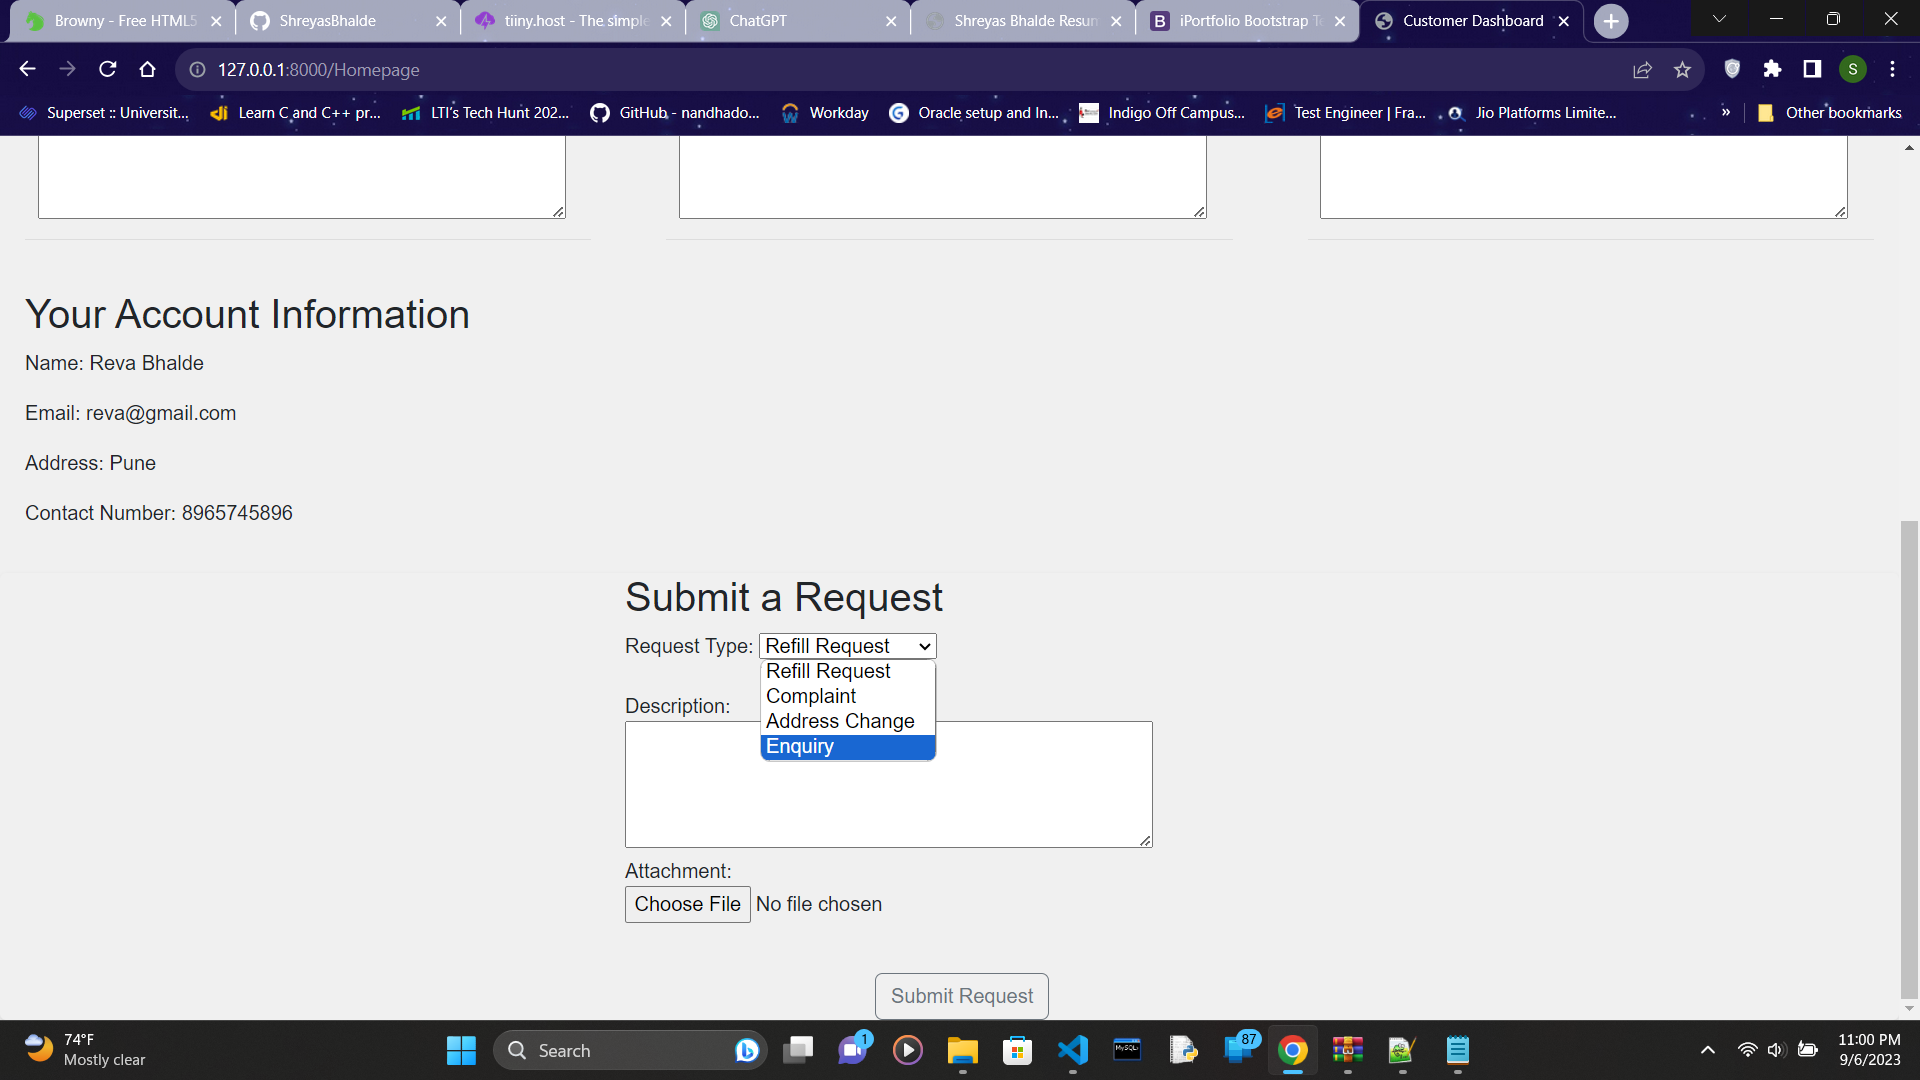 Browny - Free HTML5
ShreyasBhalde
tiiny.host - The simple
ChatGPT
Shreyas Bhalde Resum
iPortfolio Bootstrap Te
Customer Dashboard
127.0.0.1:8000/Homepage
S
Superset :: Universit...
Learn C and C++ pr...
LTI's Tech Hunt 202...
GitHub - nandhado...
Workday
Oracle setup and In...
Indigo Off Campus...
Test Engineer | Fra...
Jio Platforms Limite...
»
Other bookmarks
Your Account Information
Name: Reva Bhalde
Email: reva@gmail.com
Address: Pune
Contact Number: 8965745896
Submit a Request
Request Type: Refill Request
Refill Request
Complaint
Address Change
Enquiry
Description:
Attachment:
Choose File No file chosen
Submit Request
74°F
Mostly clear
Search
1
MySQL
87
11:00 PM
9/6/2023